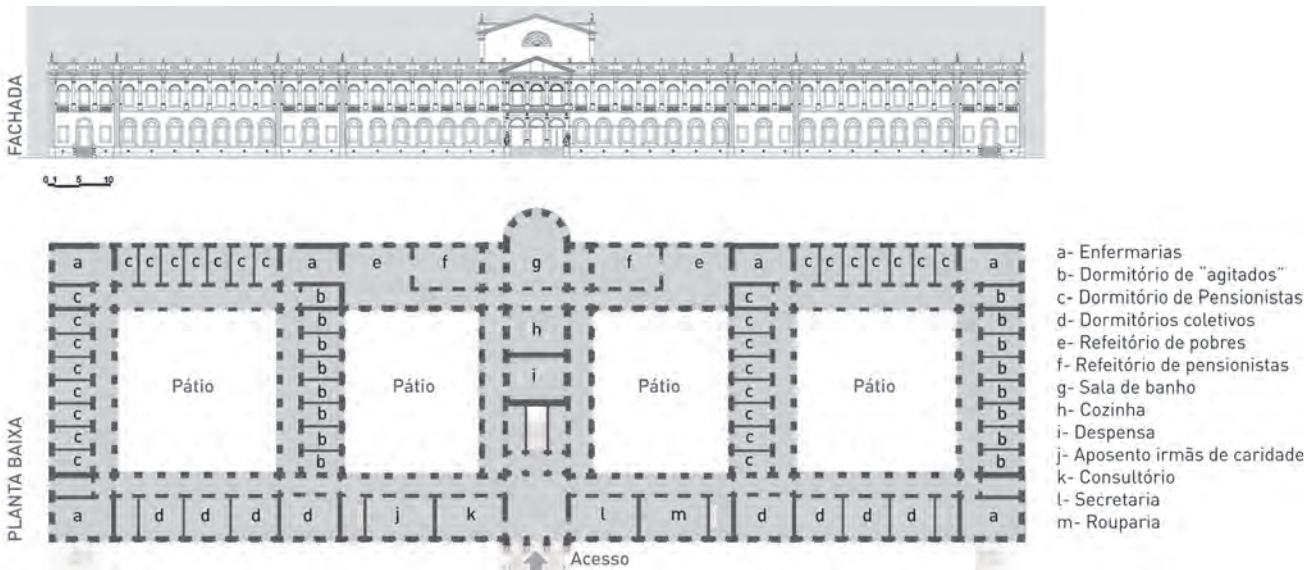 FACHADA
0 1 5 10
PLANTA BAIXA
a c c c c c c c a e f g f e a c c c c c c c a
c b c b
c b h c b
c b c b
c b i c b
c Pátio b Pátio Pátio c Pátio b
c b c b
c b c b
c b c b
a d d d d j k l m d d d d a
Acesso
a- Enfermarias
b- Dormitório de "agitados"
c- Dormitório de Pensionistas
d- Dormitórios coletivos
e- Refeitório de pobres
f- Refeitório de pensionistas
g- Sala de banho
h- Cozinha
i- Despensa
j- Aposento irmãs de caridade
k- Consultório
l- Secretaria
m- Rouparia